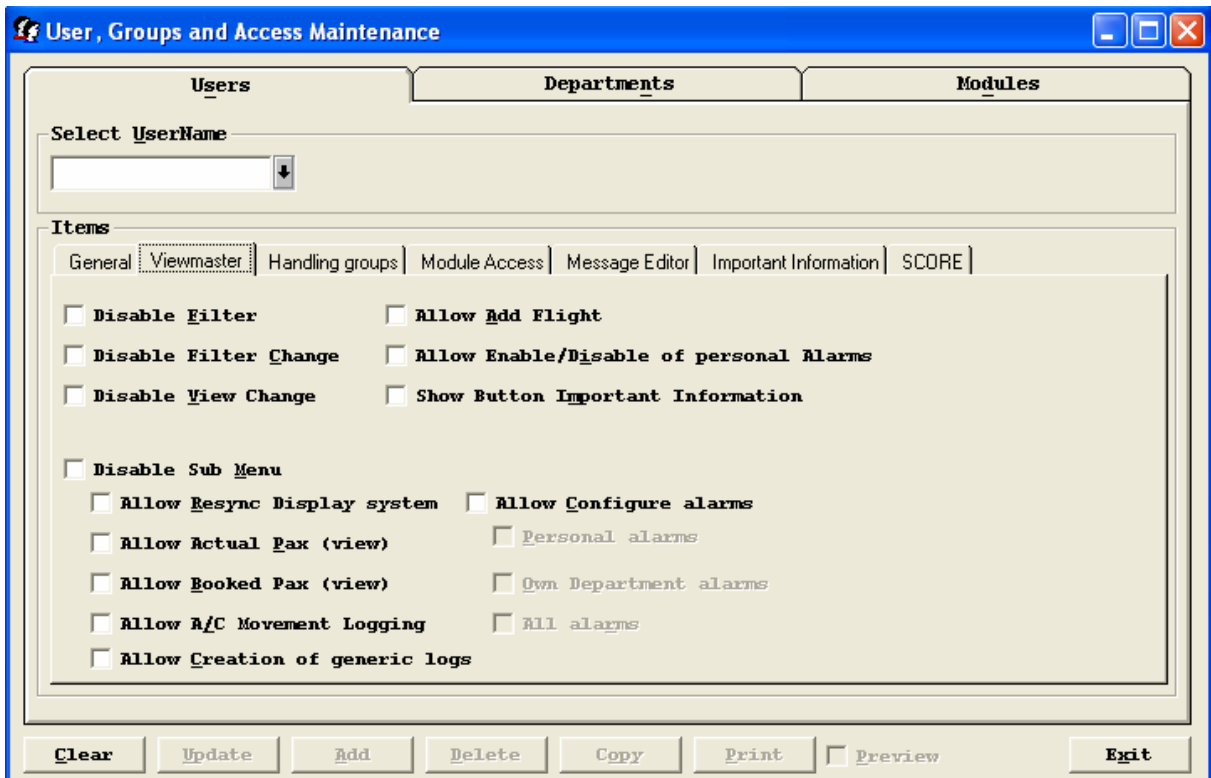 User, Groups and Access Maintenance
Users Departments Modules
Select UserName
Items
General Viewmaster Handling groups Module Access Message Editor Important Information SCORE
Disable Filter Allow Add Flight
Disable Filter Change Allow Enable/Disable of personal Alarms
Disable View Change Show Button Important Information
Disable Sub Menu
Allow Resync Display system Allow Configure alarms
Allow Actual Pax (view) Personal alarms
Allow Booked Pax (view) Own Department alarms
Allow A/C Movement Logging All alarms
Allow Creation of generic logs
Clear Update Add Delete Copy Print Preview Exit